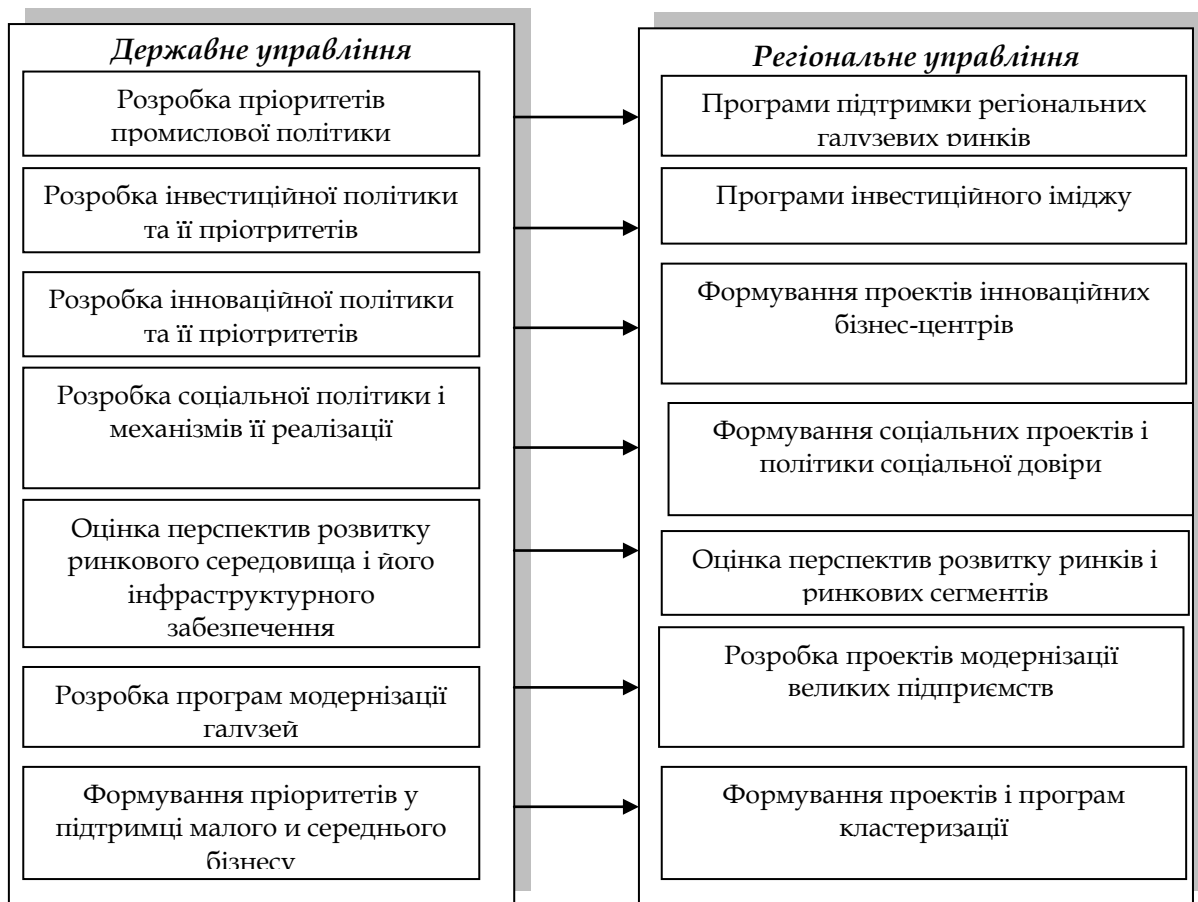 Державне управління
Розробка пріоритетів
промислової політики
Розробка інвестиційної політики
та її пріотритетів
Розробка інноваційної політики
та її пріотритетів
Розробка соціальної політики і
механізмів її реалізації
Оцінка перспектив розвитку
ринкового середовища і його
інфраструктурного
забезпечення
Розробка програм модернізації
галузей
Формування пріоритетів у
підтримці малого и середнього
бізнесу
Регіональне управління
Програми підтримки регіональних
галузевих ринків
Програми інвестиційного іміджу
Формування проектів інноваційних
бізнес-центрів
Формування соціальних проектів і
політики соціальної довіри
Оцінка перспектив розвитку ринків і
ринкових сегментів
Розробка проектів модернізації
великих підприємств
Формування проектів і програм
кластеризації